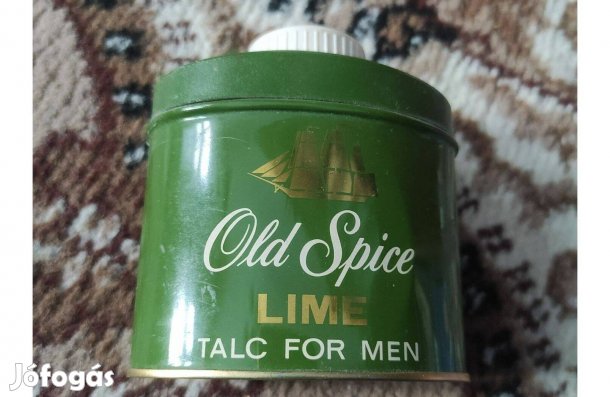 Old Spice
LIME
TALC FOR MEN
Jófogás